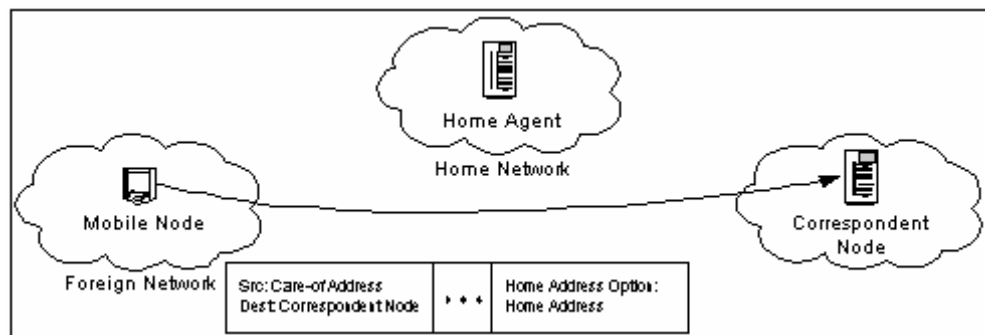 Home Agent
Home Network
Mobile Node
Foreign Network
Correspondent
Node
Src: Care-of Address
Dest: Correspondent Node
• • •
Home Address Option:
Home Address